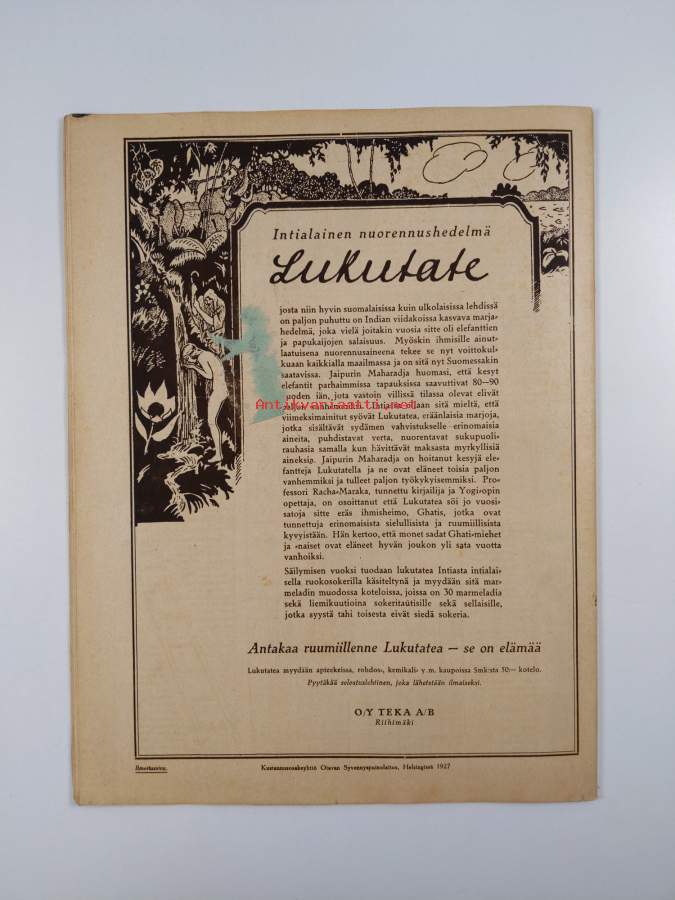 Intialainen nuorennushedelmä
Lukutate
josta niin hyvin suomalaisissa kuin ulkolaisissa lehdissä
on paljon puhuttu on Indian viidakoissa kasvava marja-
hedelmä, joka vielä joitakin vuosia sitte oli elefanttien
ja papukaijojen salaisuus. Myöskin ihmisille ainut-
laatuisena nuorennusaineena tekee se nyt voittokul-
kuaan kaikkialla maailmassa ja on sitä nyt Suomessakin
saatavissa. Jaipurin Maharadja huomasi, että kesyt
elefantit parhaimmissa tapauksissa saavuttivat 80—90
vuoden iän, jota vastoin villissä tilassa olevat elivät
Antikvariaatti.net
sitä mieltä, että
viimeksimainitut syövät Lukutatea, eräänlaisia marjoja,
jotka sisältävät sydämen vahvistukselle erinomaisia
aineita, puhdistavat verta, nuorentavat sukupuoli-
rauhasia samalla kun hävittävät maksasta myrkyllisiä
aineksia. Jaipurin Maharadja on hoitanut kesyjä ele-
fantteja Lukutatella ja ne ovat eläneet toisia paljon
vanhemmiksi ja tulleet paljon työkykyisemmiksi. Pro-
fessori Racha-Maraka, tunnettu kirjailija ja Yogi-opin
opettaja, on osoittanut että Lukutatea söi jo vuosi-
satoja sitte eräs ihmisheimo, Ghatis, jotka ovat
tunnettuja erinomaisista sielullisista ja ruumiillisista
kyvyistään. Hän kertoo, että monet sadat Ghati-miehet
ja -naiset ovat eläneet hyvän joukon yli sata vuotta
vanhoiksi.
Säilymisen vuoksi tuodaan lukutatea Intiasta intialai-
sella ruokosokerilla käsiteltynä ja myydään sitä mar-
meladin muodossa koteloissa, joissa on 30 marmeladia
sekä liemikuutioina sokeritautisille sekä sellaisille,
jotka syystä tahi toisesta eivät siedä sokeria.
Antakaa ruumiillenne Lukutatea — se on elämää
Lukutatea myydään apteekeissa, rohdos-, kemikali- y. m. kaupoissa Smk:sta 50:— kotelo.
Pyytäkää selostuslehtinen, joka lähetetään ilmaiseksi.
O/Y TEKA A/B
Riihimäki
Kustannusosakeyhtiö Otavan Syvennyspainolaitos, Helsingissä 1927